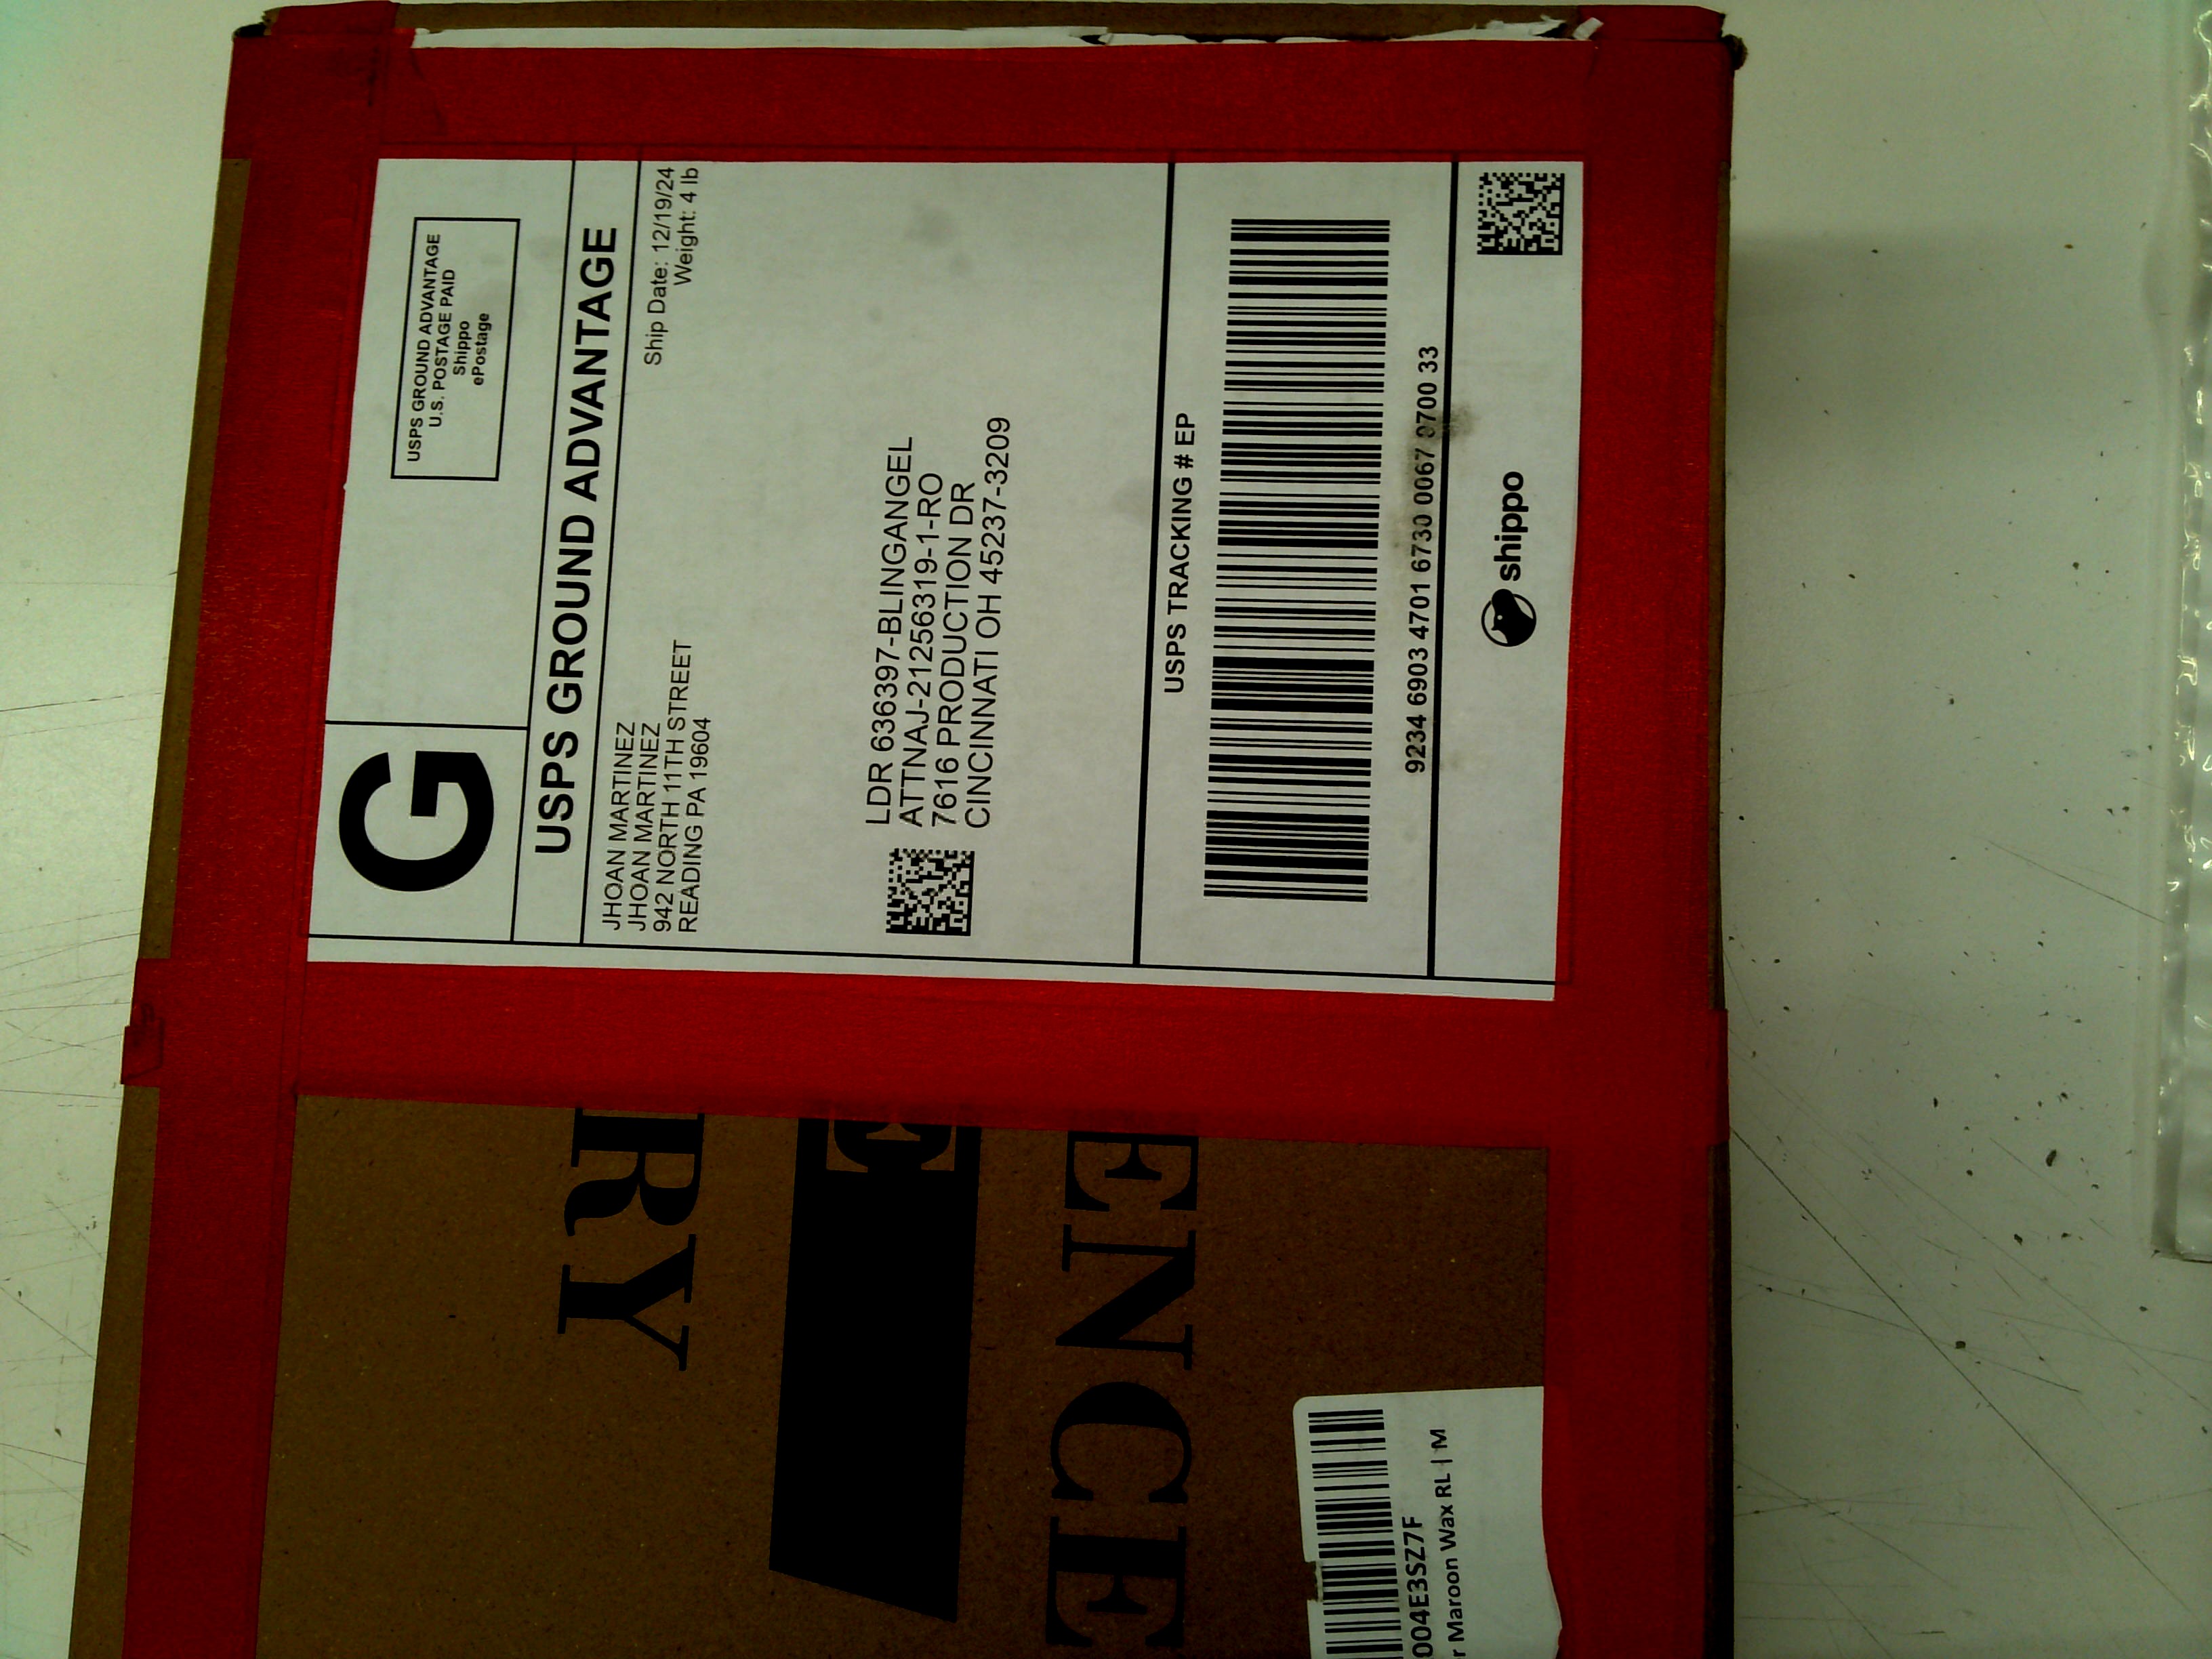 G
USPS GROUND ADVANTAGE
U.S. POSTAGE PAID
Shippo
ePostage
USPS GROUND ADVANTAGE
JHOAN MARTINEZ
JHOAN MARTINEZ
942 NORTH 11TH STREET
READING PA 19604
Ship Date: 12/19/24
Weight: 4 lb
LDR 636397-BLINGANGEL
ATTNAJ-21256319-1-RO
7616 PRODUCTION DR
CINCINNATI OH 45237-3209
USPS TRACKING # EP
9234 6903 4701 6730 0067 9700 33
shippo
RY
E
ENCE
004E3SZ7F
r Maroon Wax RL | M